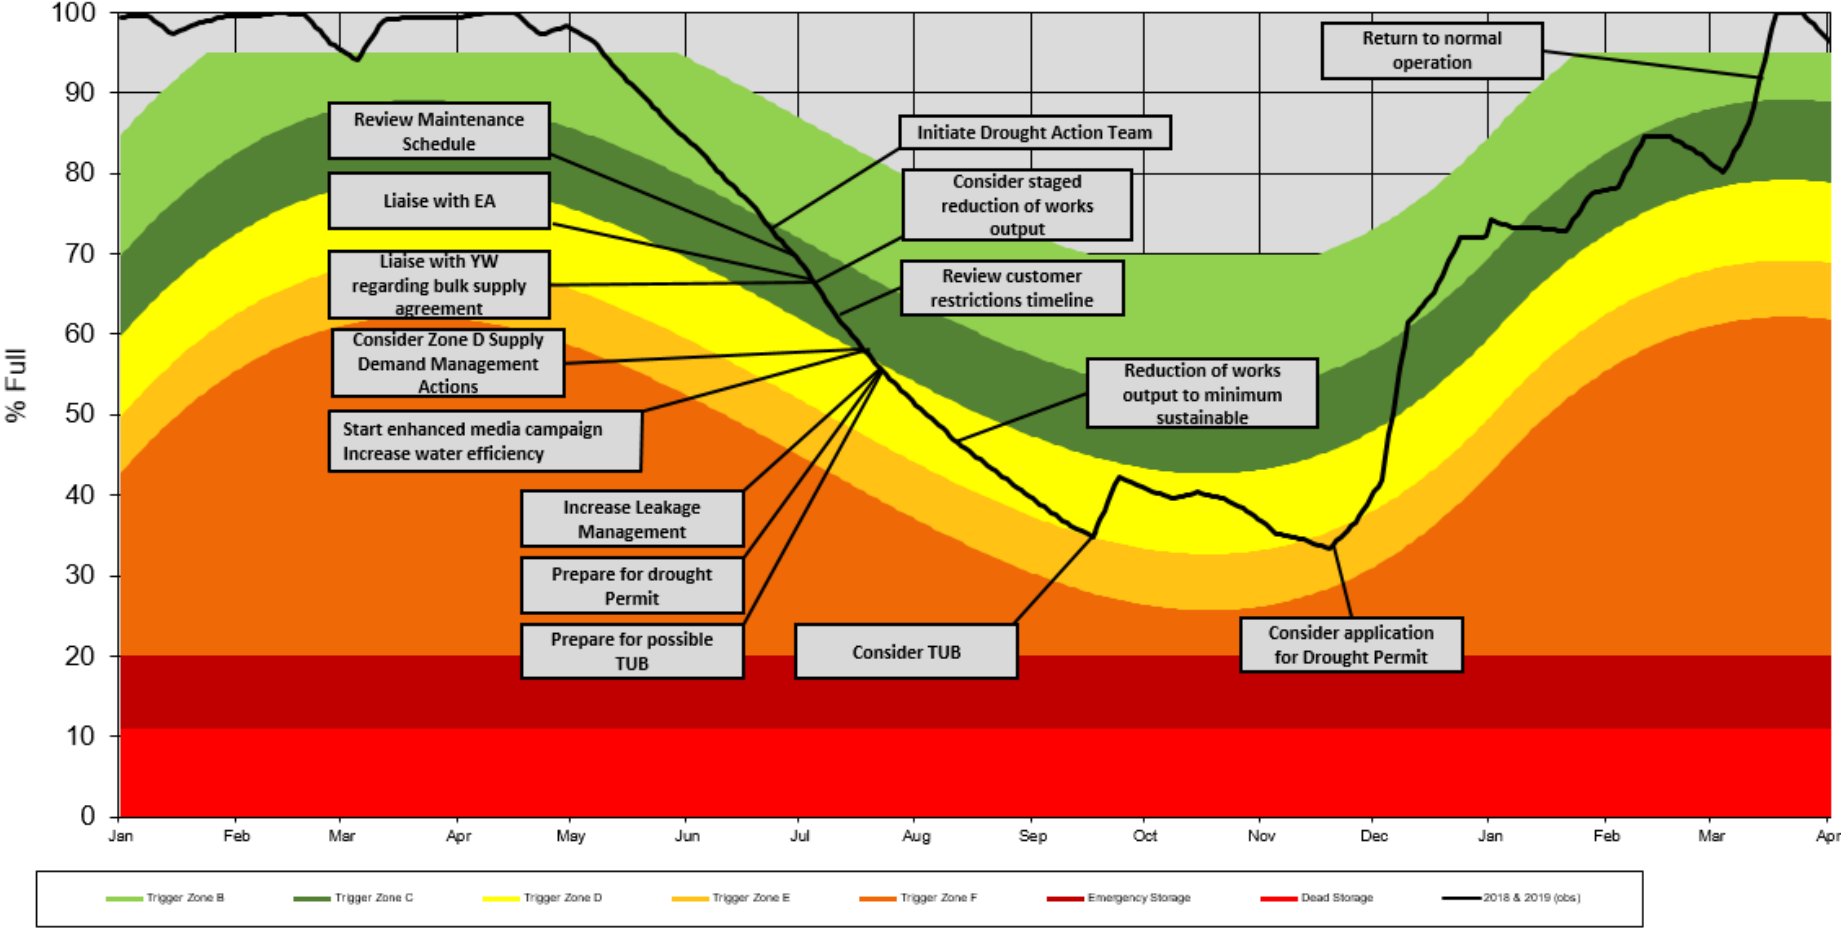 100
90
80
70
60
50
40
30
20
10
0
% Full
Review Maintenance
Schedule
Liaise with EA
Liaise with YW
regarding bulk supply
agreement
Consider Zone D Supply
Demand Management
Actions
Start enhanced media campaign
Increase water efficiency
Increase Leakage
Management
Prepare for drought
Permit
Prepare for possible
TUB
Initiate Drought Action Team
Consider staged
reduction of works
output
Review customer
restrictions timeline
Reduction of works
output to minimum
sustainable
Consider TUB
Consider application
for Drought Permit
Return to normal
operation
Jan Feb Mar Apr May Jun Jul Aug Sep Oct Nov Dec Jan Feb Mar Apr
Trigger Zone B Trigger Zone C Trigger Zone D Trigger Zone E Trigger Zone F Emergency Storage Dead Storage 2018 & 2019 (obs)